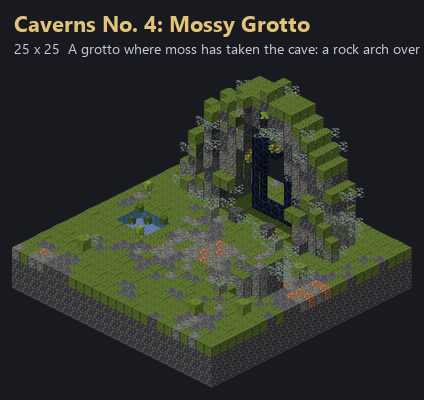 Caverns No. 4: Mossy Grotto
25 x 25 A grotto where moss has taken the cave: a rock arch over